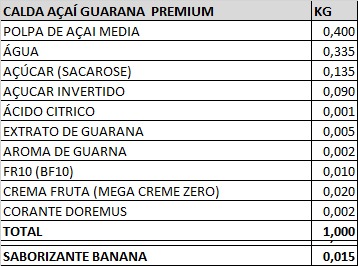 CALDA AÇAÍ GUARANA PREMIUM KG
POLPA DE AÇAI MEDIA 0,400
ÁGUA 0,335
AÇÚCAR (SACAROSE) 0,135
AÇUCAR INVERTIDO 0,090
ÁCIDO CITRICO 0,001
EXTRATO DE GUARANA 0,005
AROMA DE GUARNA 0,002
FR10 (BF10) 0,010
CREMA FRUTA (MEGA CREME ZERO) 0,020
CORANTE DOREMUS 0,002
TOTAL 1,000
SABORIZANTE BANANA 0,015